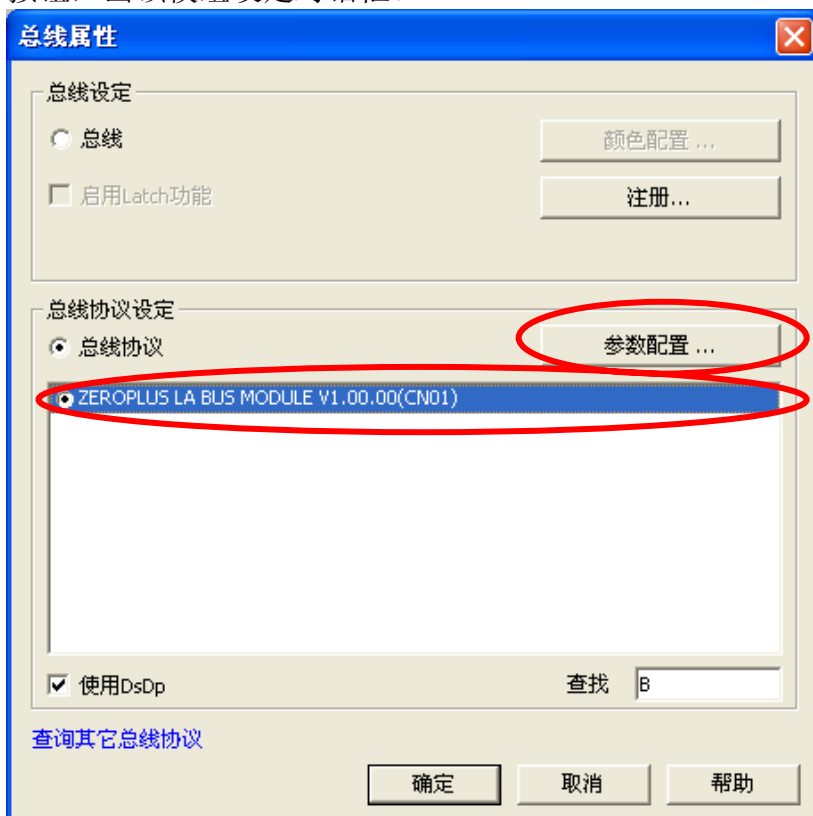 总线属性
总线设定
总线
颜色配置 ...
启用Latch功能
注册...
总线协议设定
总线协议
参数配置 ...
ZEROPLUS LA BUS MODULE V1.00.00(CN01)
使用DsDp
查找 B
查询其它总线协议
确定 取消 帮助